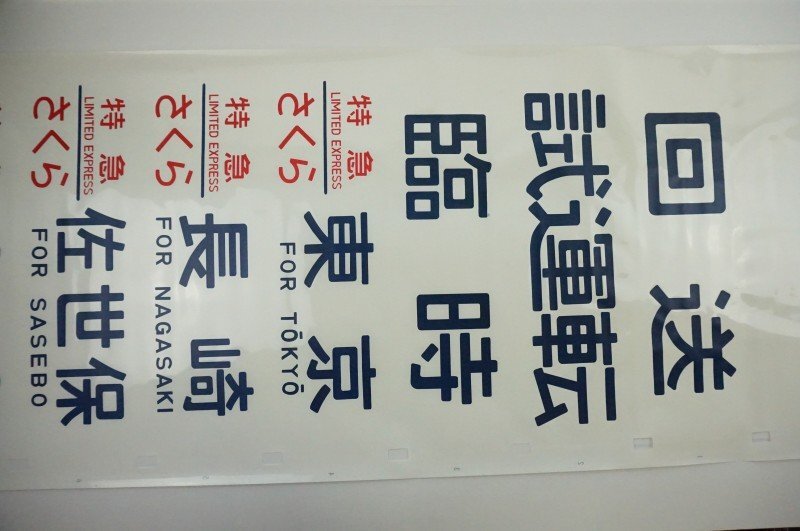 回送
試運転
臨時
特急
LIMITED EXPRESS
さくら
東京
FOR TŌKYŌ
特急
LIMITED EXPRESS
さくら
長崎
FOR NAGASAKI
特急
LIMITED EXPRESS
さくら
佐世保
FOR SASEBO